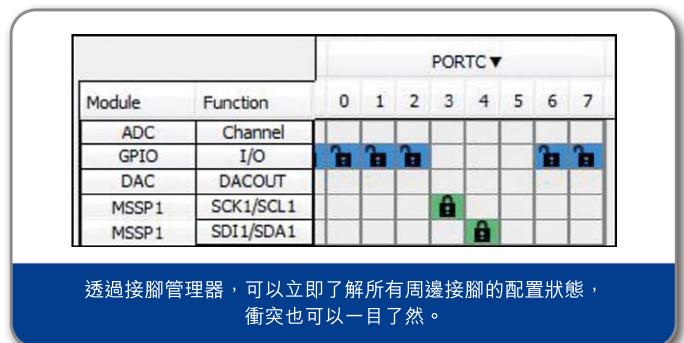 PORTC▼
Module Function 0 1 2 3 4 5 6 7
ADC Channel
GPIO I/O
DAC DACOUT
MSSP1 SCK1/SCL1
MSSP1 SDI1/SDA1
透過接腳管理器，可以立即了解所有周邊接腳的配置狀態，
衝突也可以一目了然。